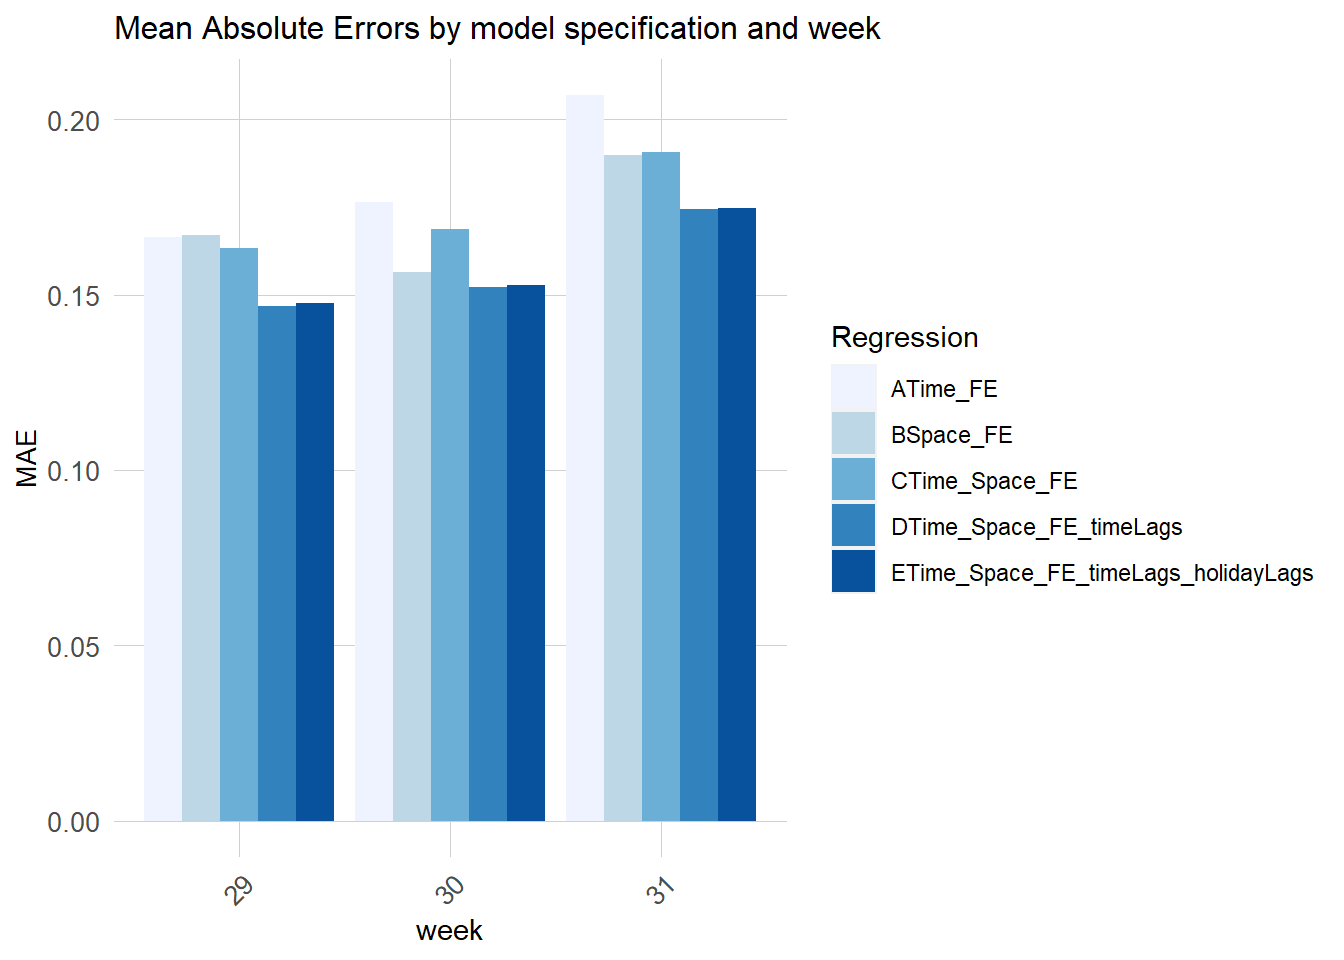 Mean Absolute Errors by model specification and week
MAE
0.20
0.15
0.10
0.05
0.00
29
30
31
week
Regression
ATime_FE
BSpace_FE
CTime_Space_FE
DTime_Space_FE_timeLags
ETime_Space_FE_timeLags_holidayLags